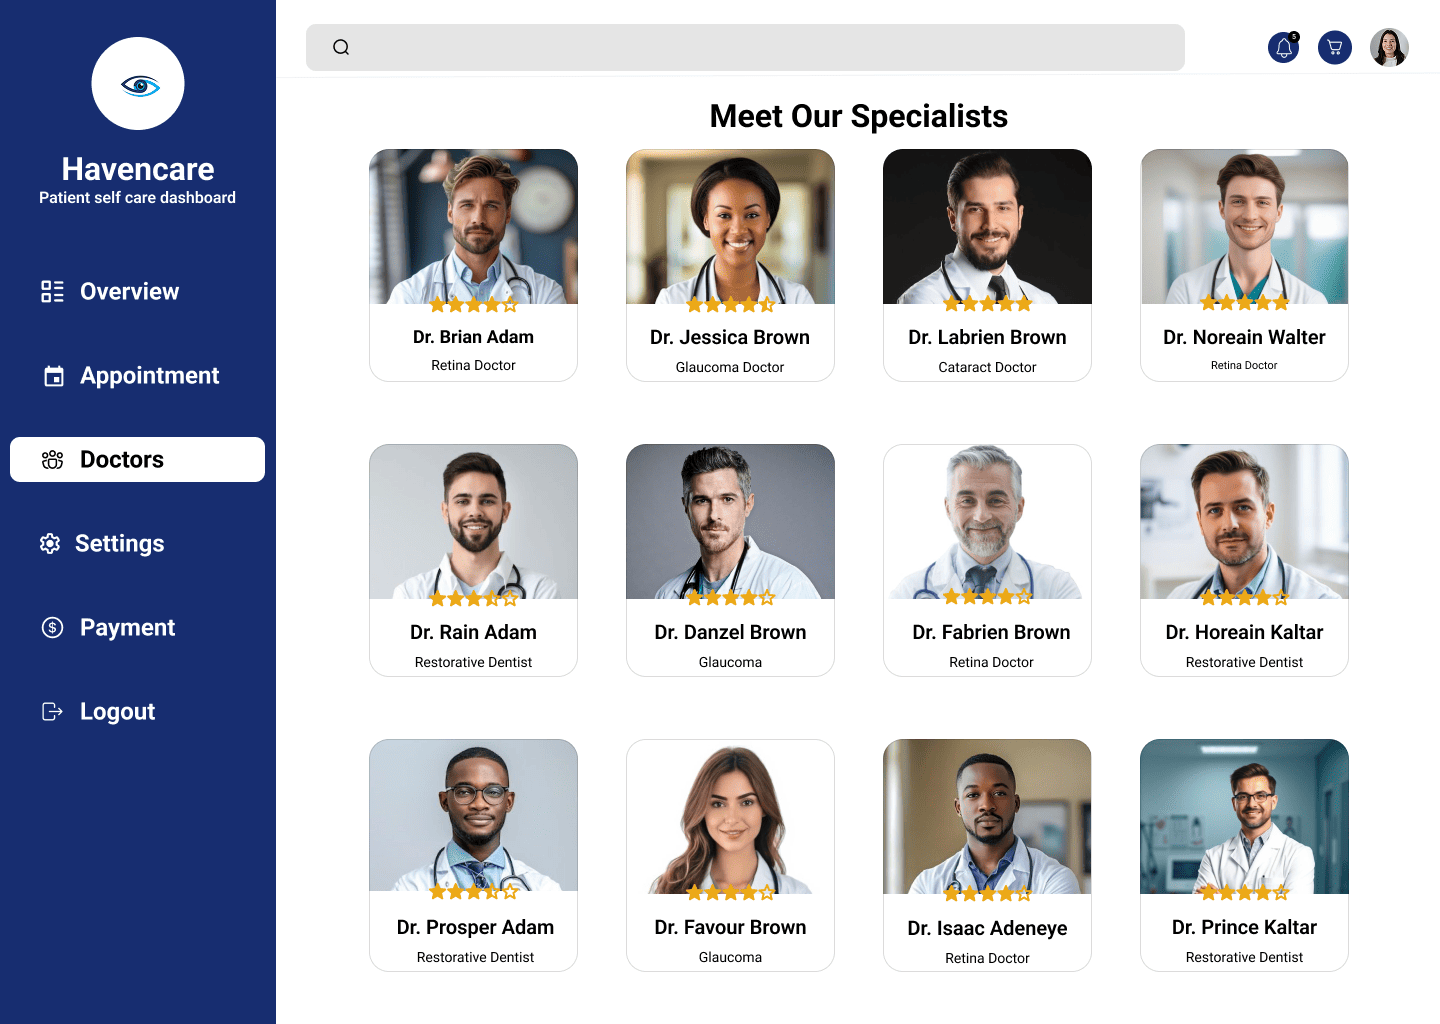 Havencare
Patient self care dashboard
Overview
Appointment
Doctors
Settings
Payment
Logout
5
Meet Our Specialists
Dr. Brian Adam
Retina Doctor
Dr. Jessica Brown
Glaucoma Doctor
Dr. Labrien Brown
Cataract Doctor
Dr. Noreain Walter
Retina Doctor
Dr. Rain Adam
Restorative Dentist
Dr. Danzel Brown
Glaucoma
Dr. Fabrien Brown
Retina Doctor
Dr. Horeain Kaltar
Restorative Dentist
Dr. Prosper Adam
Restorative Dentist
Dr. Favour Brown
Glaucoma
Dr. Isaac Adeneye
Retina Doctor
Dr. Prince Kaltar
Restorative Dentist